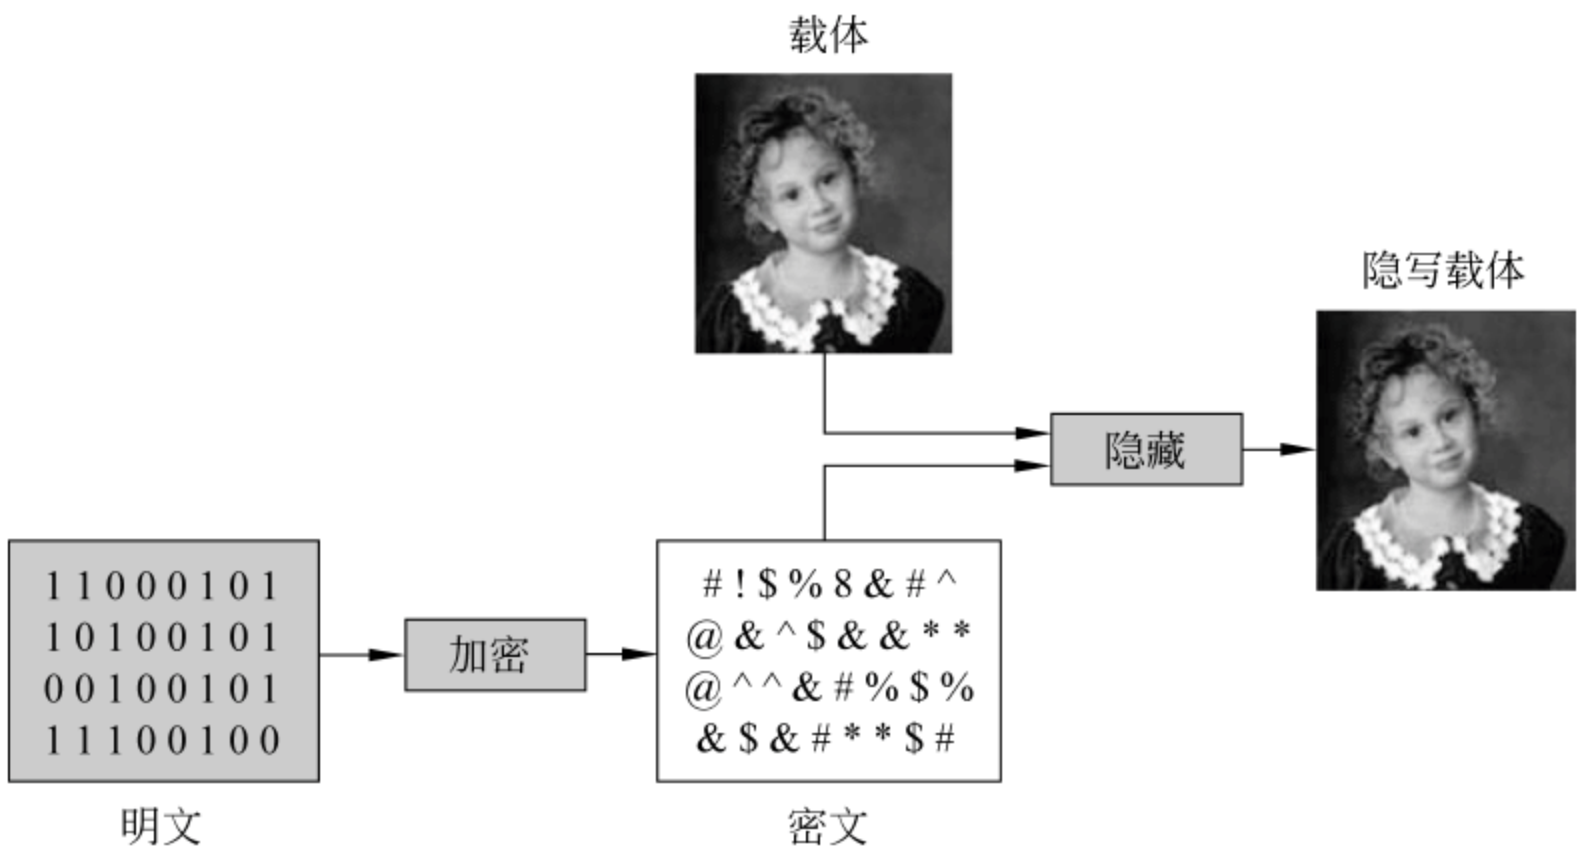 载体
隐写载体
隐藏
1 1 0 0 0 1 0 1
1 0 1 0 0 1 0 1
0 0 1 0 0 1 0 1
1 1 1 0 0 1 0 0
加密
# ! $ % 8 & # ^
@ & ^ $ & & * *
@ ^ ^ & # % $ %
& $ & # * * $ #
明文
密文